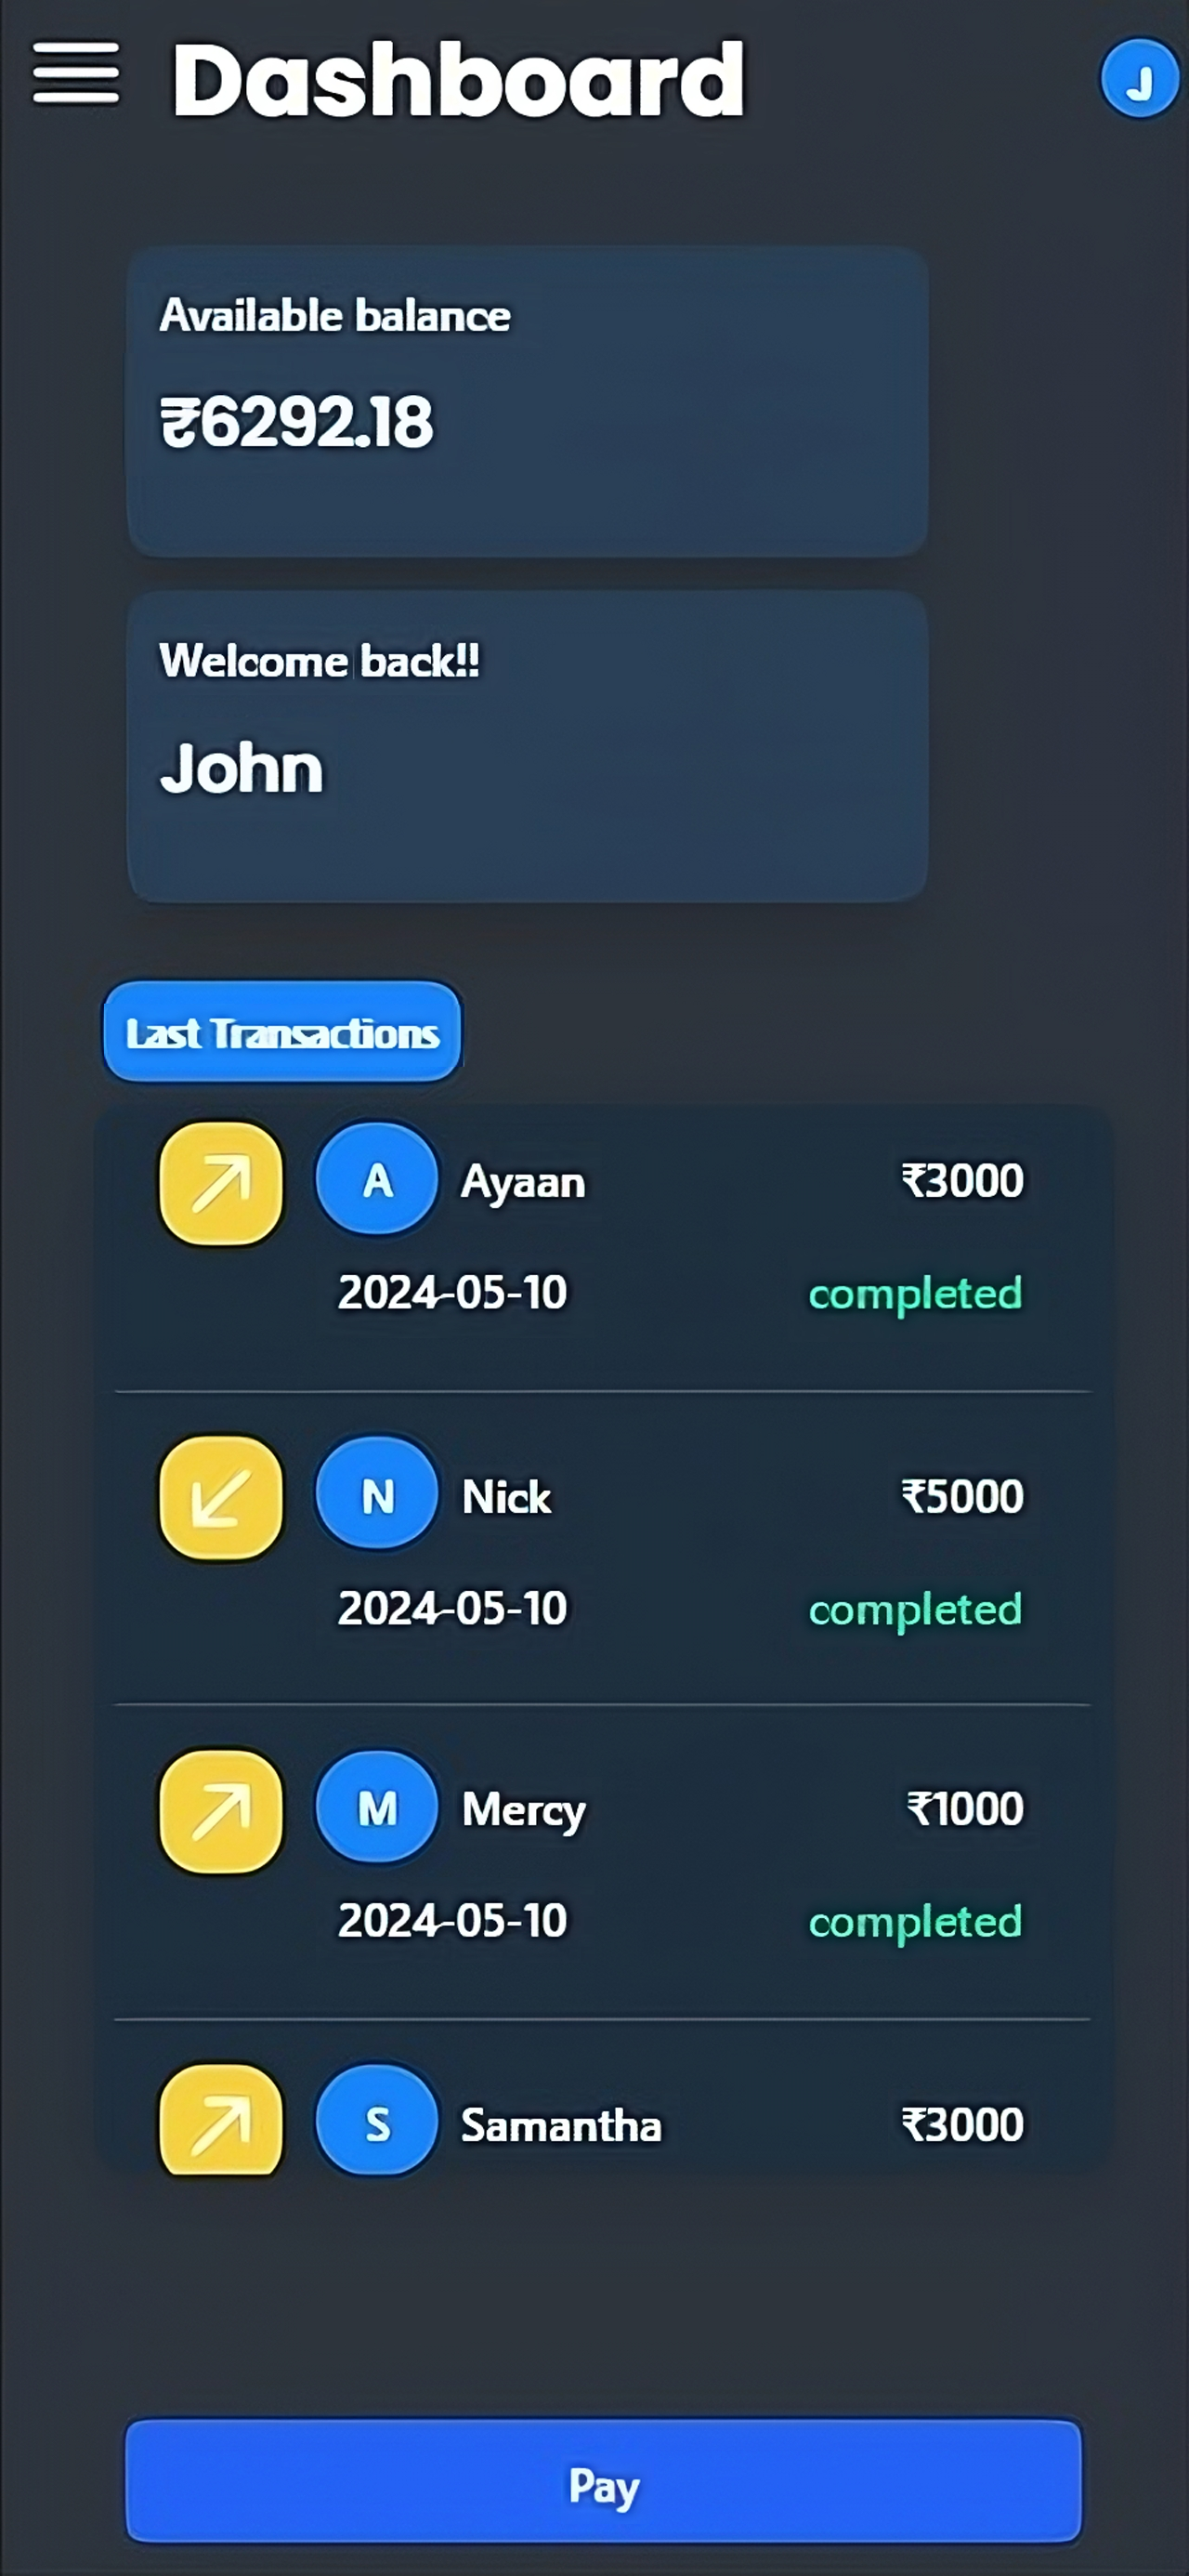 Dashboard
J
Available balance
₹6292.18
Welcome back!!
John
Last Transactions
A Ayaan ₹3000
2024-05-10 completed
N Nick ₹5000
2024-05-10 completed
M Mercy ₹1000
2024-05-10 completed
S Samantha ₹3000
Pay